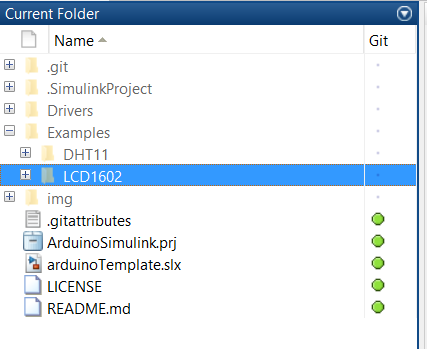 Current Folder
Name Git
.git
.SimulinkProject
Drivers
Examples
DHT11
LCD1602
img
.gitattributes
ArduinoSimulink.prj
arduinoTemplate.slx
LICENSE
README.md